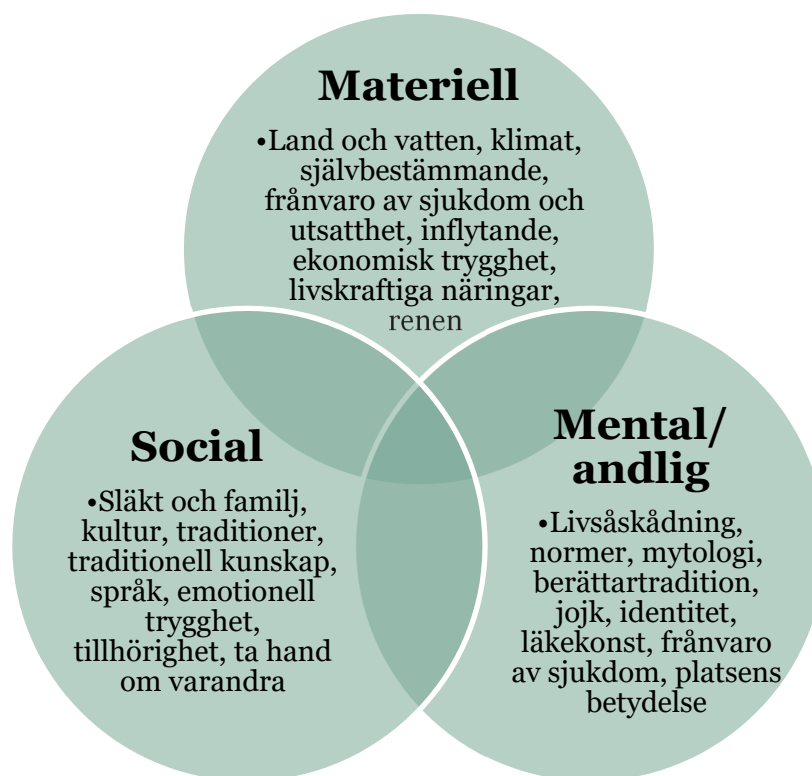 Materiell
•Land och vatten, klimat,
självbestämmande,
frånvaro av sjukdom och
utsatthet, inflytande,
ekonomisk trygghet,
livskraftiga näringar,
renen
Social
•Släkt och familj,
kultur, traditioner,
traditionell kunskap,
språk, emotionell
trygghet,
tillhörighet, ta hand
om varandra
Mental/
andlig
•Livsåskådning,
normer, mytologi,
berättartradition,
jojk, identitet,
läkekonst, frånvaro
av sjukdom, platsens
betydelse